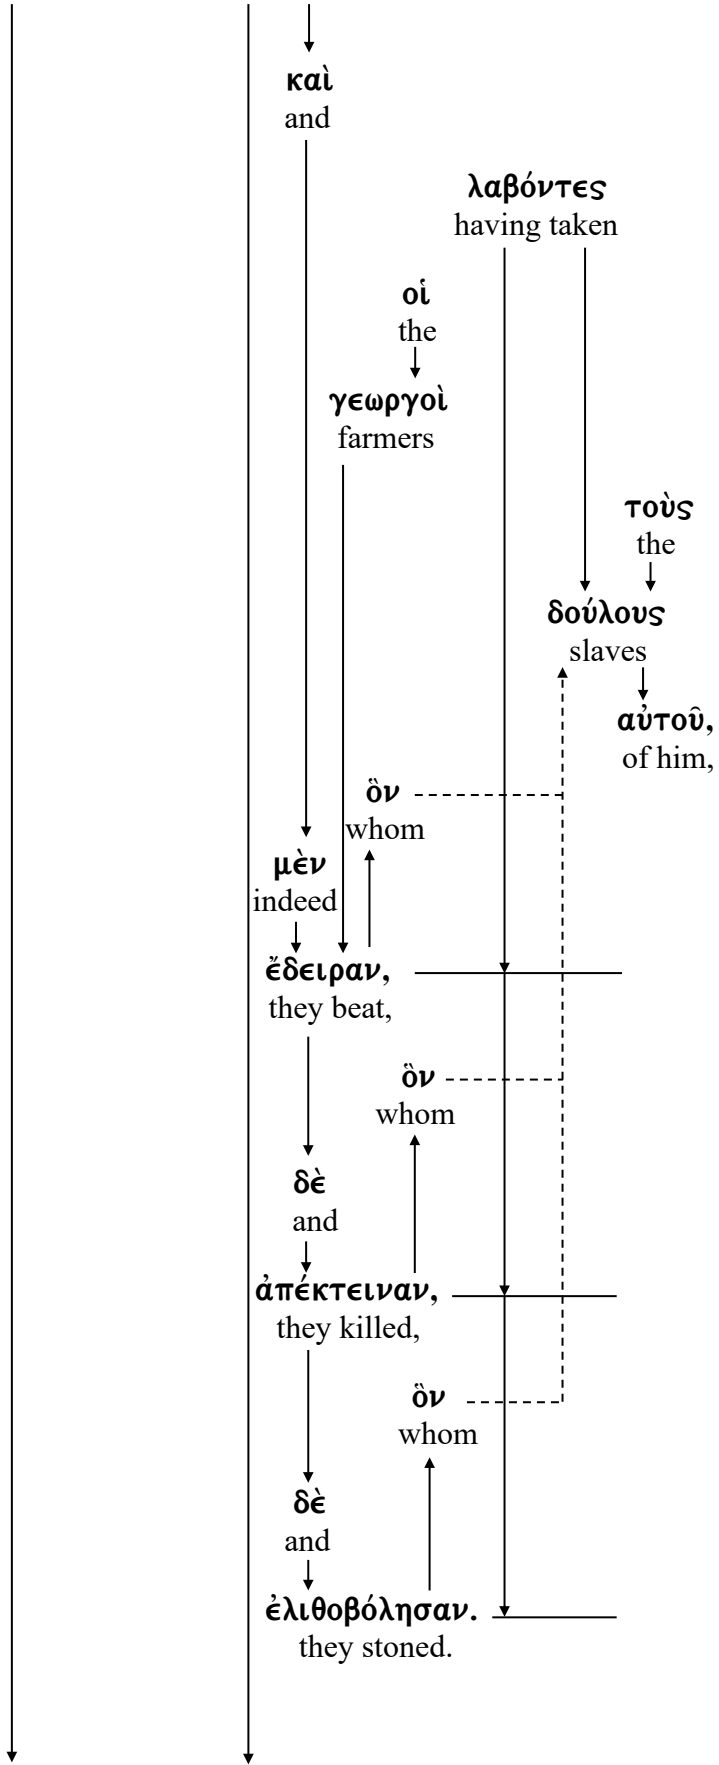 καὶ
and
λαβόντες
having taken
οἱ
the
γεωργοὶ
farmers
τοὺς
the
δούλους
slaves
αὐτοῦ,
of him,
ὃν
whom
μὲν
indeed
ἔδειραν,
they beat,
ὃν
whom
δὲ
and
ἀπέκτειναν,
they killed,
ὃν
whom
δὲ
and
ἐλιθοβόλησαν.
they stoned.